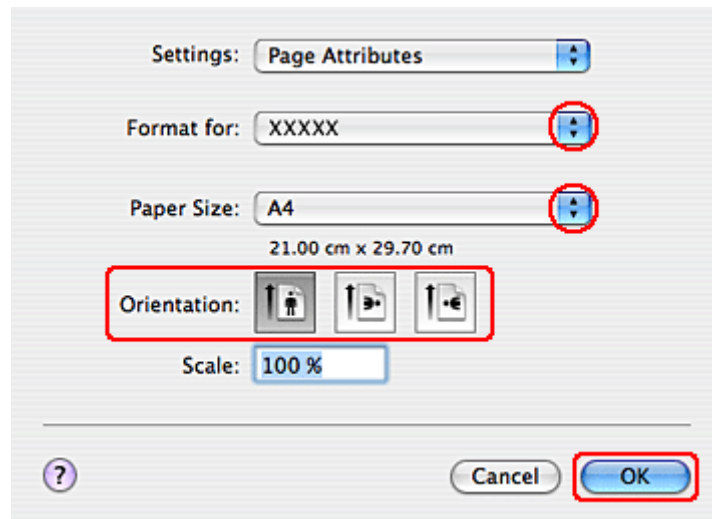 Settings: Page Attributes
Format for: XXXXX
Paper Size: A4
21.00 cm x 29.70 cm
Orientation:
Scale: 100 %
? Cancel OK